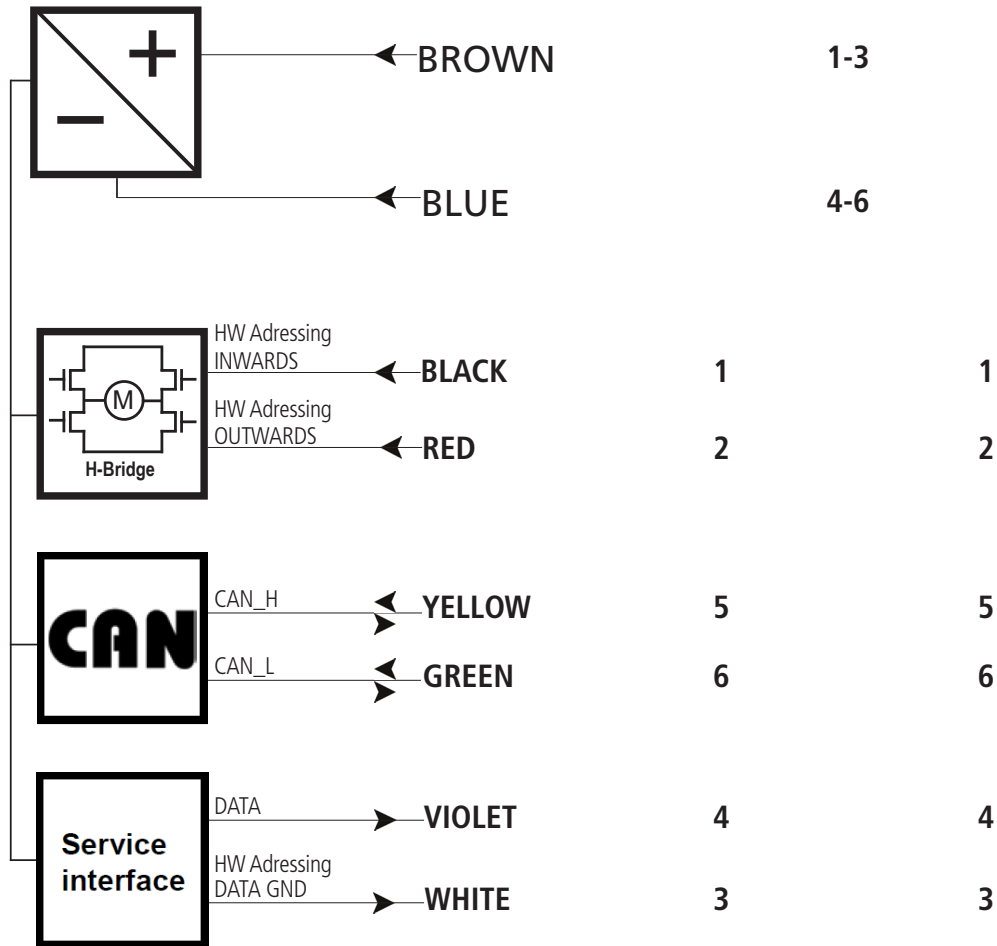 +
BROWN 1-3
−
BLUE 4-6
HW Adressing
INWARDS
BLACK 1 1
M
HW Adressing
OUTWARDS
RED 2 2
H-Bridge
CAN
CAN_H
YELLOW 5 5
CAN_L
GREEN 6 6
Service
interface
DATA
VIOLET 4 4
HW Adressing
DATA GND
WHITE 3 3